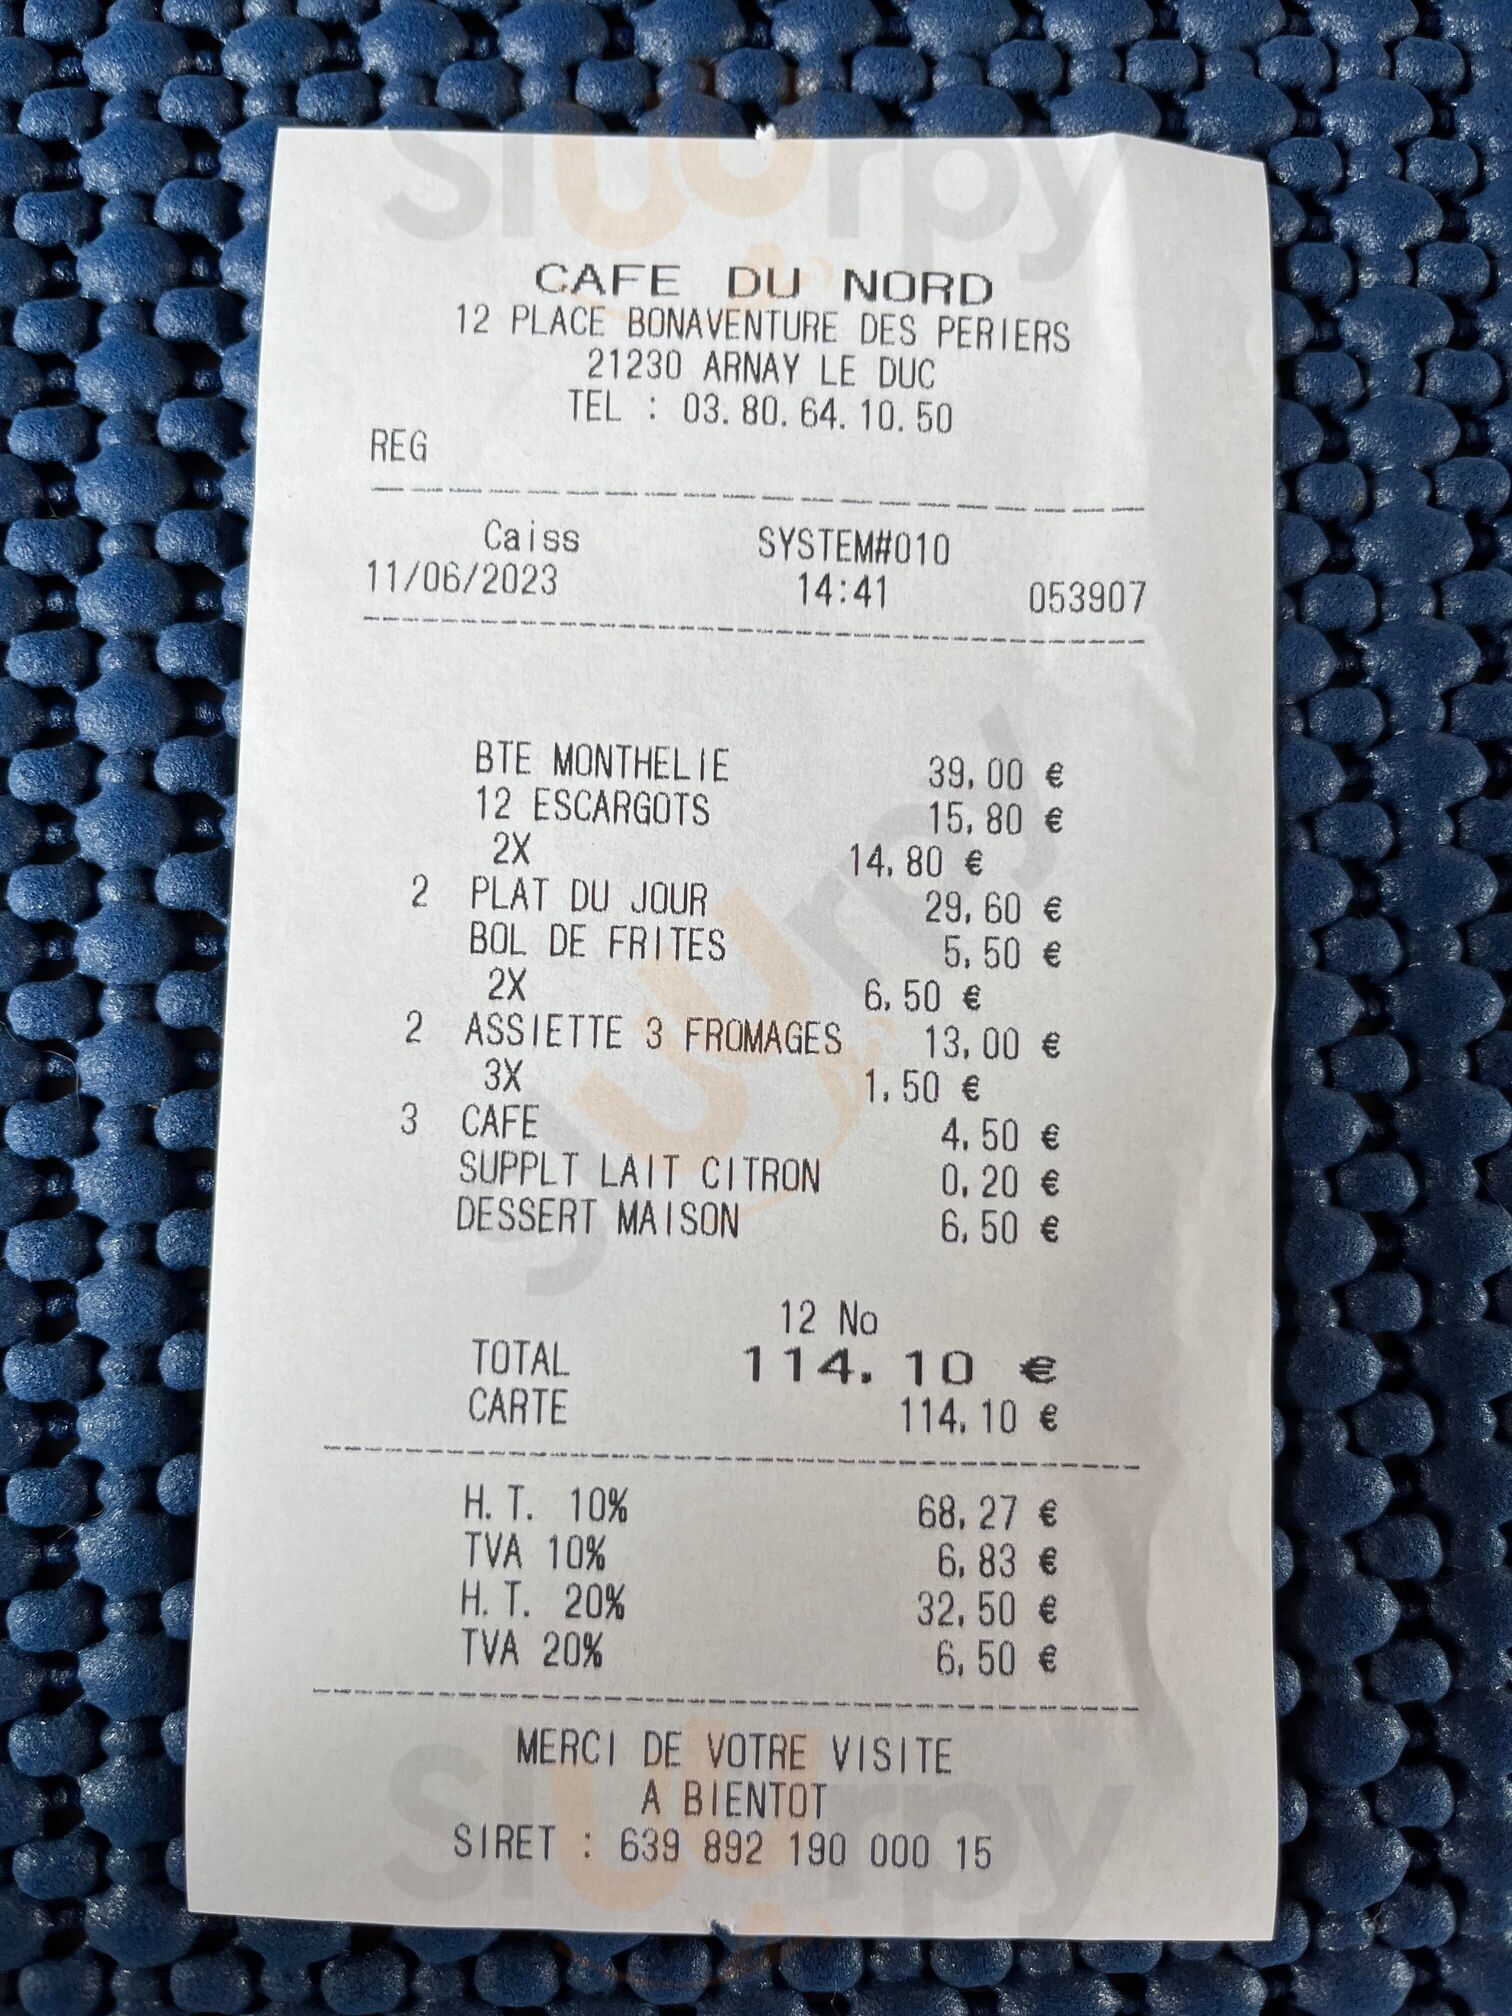 sluurpy
CAFE DU NORD
12 PLACE BONAVENTURE DES PERIERS
21230 ARNAY LE DUC
TEL : 03.80.64.10.50
REG
Caiss SYSTEM#010
11/06/2023 14:41 053907
BTE MONTHELIE 39,00 €
12 ESCARGOTS 15,80 €
2X 14,80 €
2 PLAT DU JOUR 29,60 €
BOL DE FRITES 5,50 €
2X 6,50 €
2 ASSIETTE 3 FROMAGES 13,00 €
3X 1,50 €
3 CAFE 4,50 €
SUPPLT LAIT CITRON 0,20 €
DESSERT MAISON 6,50 €
12 No
TOTAL 114.10 €
CARTE 114,10 €
H.T. 10% 68,27 €
TVA 10% 6,83 €
H.T. 20% 32,50 €
TVA 20% 6,50 €
MERCI DE VOTRE VISITE
A BIENTOT
SIRET : 639 892 190 000 15
sluurpy